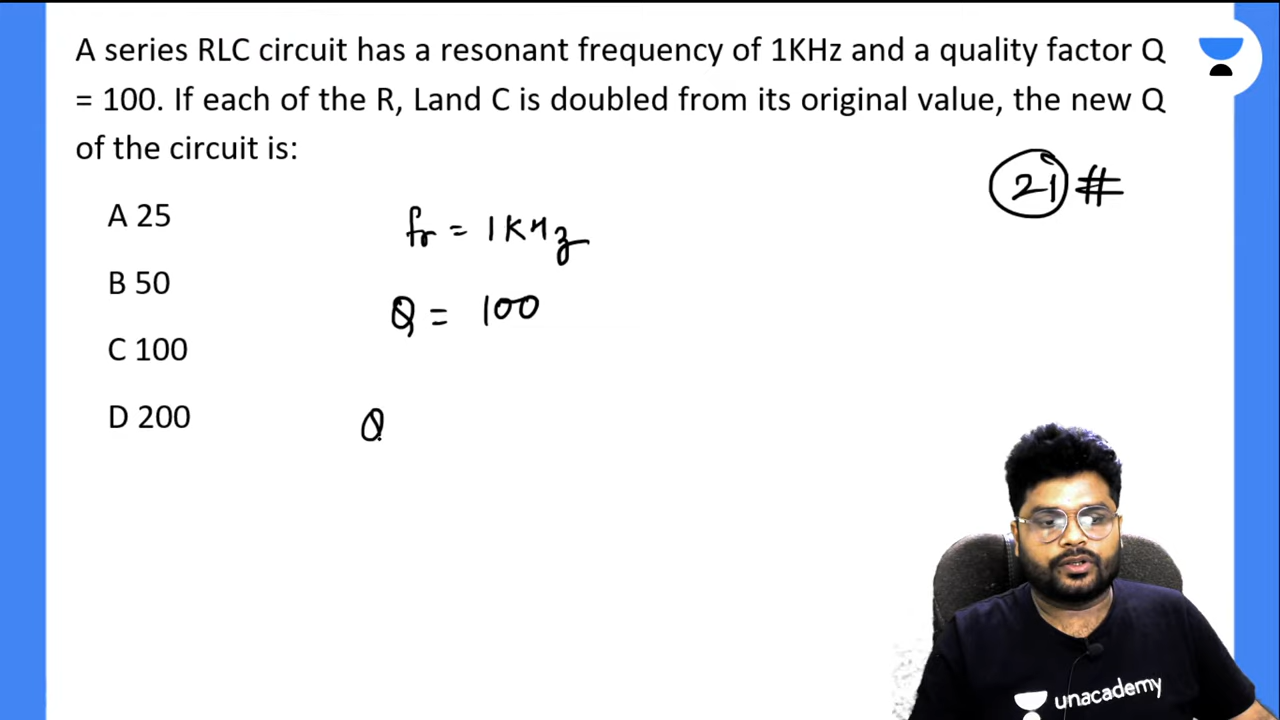 A series RLC circuit has a resonant frequency of 1KHz and a quality factor Q
= 100. If each of the R, Land C is doubled from its original value, the new Q
of the circuit is:
21 #
A 25
fr = 1KHz
B 50
Q = 100
C 100
D 200
Q
unacademy